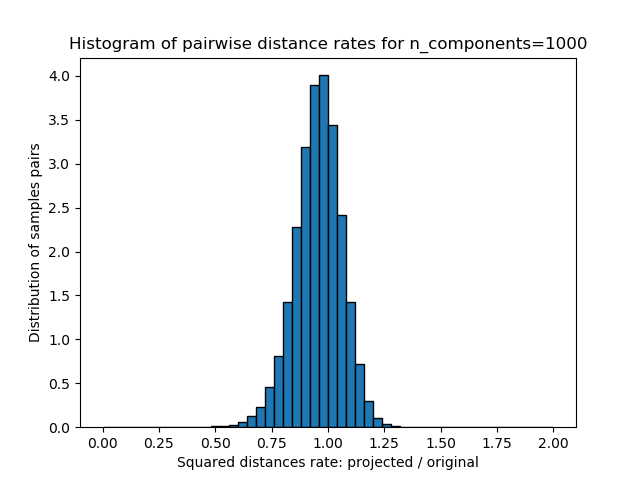 Histogram of pairwise distance rates for n_components=1000
4.0
3.5
3.0
2.5
2.0
1.5
1.0
0.5
0.0
Distribution of samples pairs
0.00 0.25 0.50 0.75 1.00 1.25 1.50 1.75 2.00
Squared distances rate: projected / original